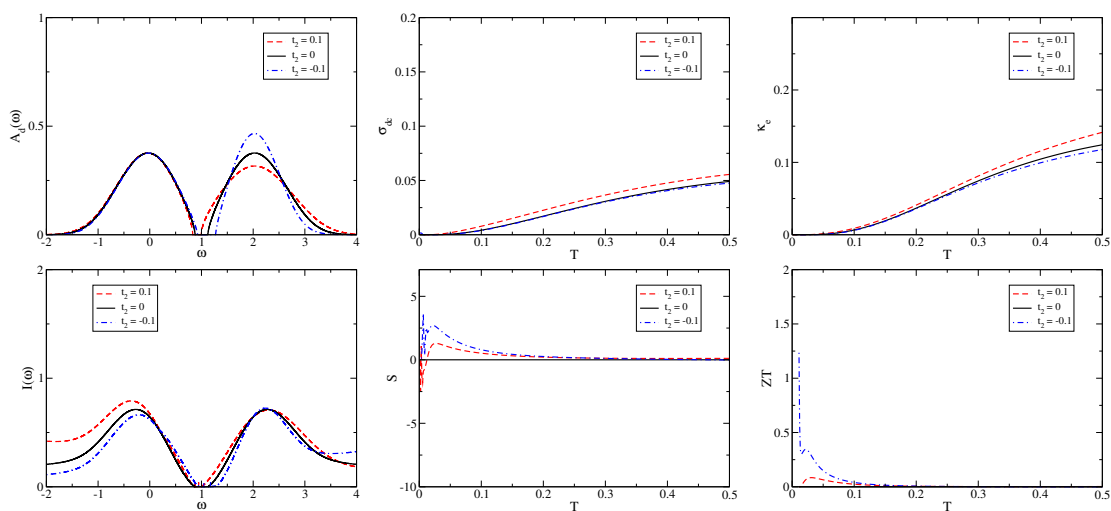 1
0.5
0
A_d(ω)
-2 -1 0 1 2 3 4
ω
t_2 = 0.1
t_2 = 0
t_2 = -0.1
0.2
0.15
0.1
0.05
0
σ_dc
0 0.1 0.2 0.3 0.4 0.5
T
t_2 = 0.1
t_2 = 0
t_2 = -0.1
0.2
0.1
0
κ_e
0 0.1 0.2 0.3 0.4 0.5
T
t_2 = 0.1
t_2 = 0
t_2 = -0.1
2
1
0
I(ω)
-2 -1 0 1 2 3 4
ω
t_2 = 0.1
t_2 = 0
t_2 = -0.1
5
0
-5
-10
S
0 0.1 0.2 0.3 0.4 0.5
T
t_2 = 0.1
t_2 = 0
t_2 = -0.1
2
1.5
1
0.5
0
ZT
0 0.1 0.2 0.3 0.4 0.5
T
t_2 = 0.1
t_2 = 0
t_2 = -0.1